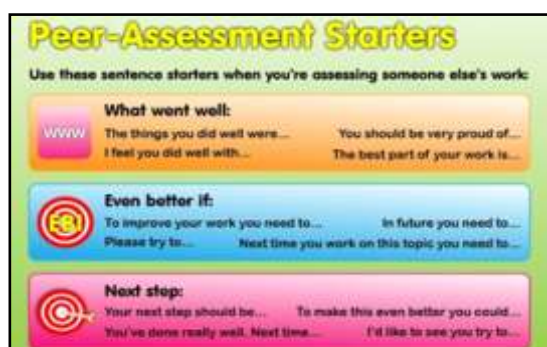 Peer-Assessment Starters
Use these sentence starters when you're assessing someone else's work:
WWW
What went well:
The things you did well were... You should be very proud of...
I feel you did well with... The best part of your work is...
EBI
Even better if:
To improve your work you need to... In future you need to...
Please try to... Next time you work on this topic you need to...
Next step:
Your next step should be... To make this even better you could...
You've done really well. Next time... I'd like to see you try to...